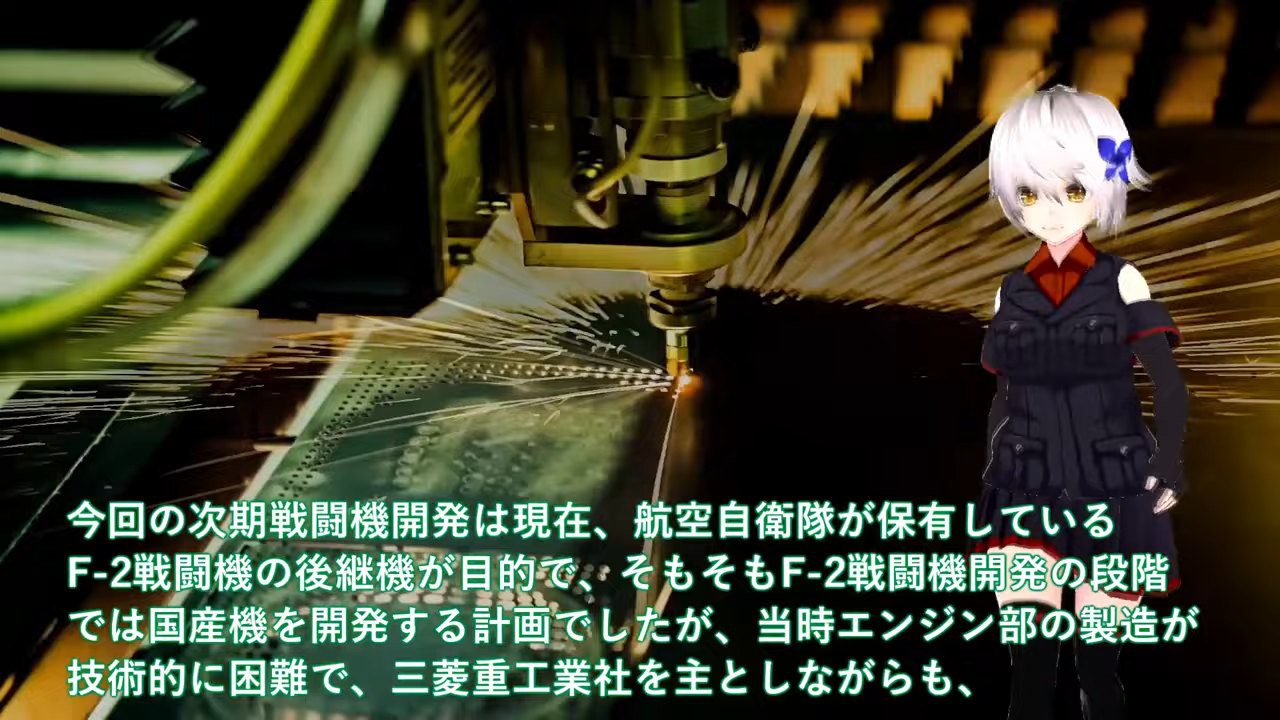 今回の次期戦闘機開発は現在、航空自衛隊が保有している
F-2戦闘機の後継機が目的で、そもそもF-2戦闘機開発の段階
では国産機を開発する計画でしたが、当時エンジン部の製造が
技術的に困難で、三菱重工業社を主としながらも、